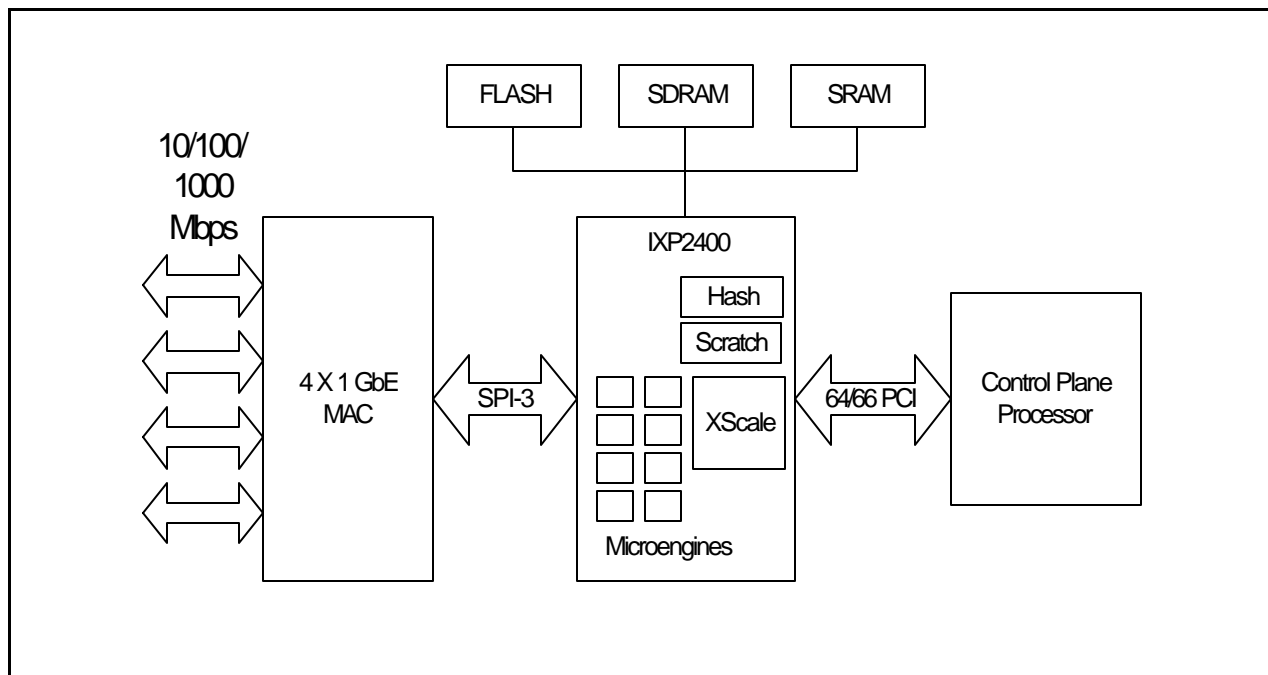 FLASH
SDRAM
SRAM
10/100/
1000
Mbps
IXP2400
Hash
Scratch
4 X 1 GbE
MAC
SPI-3
XScale
64/66 PCI
Control Plane
Processor
Microengines